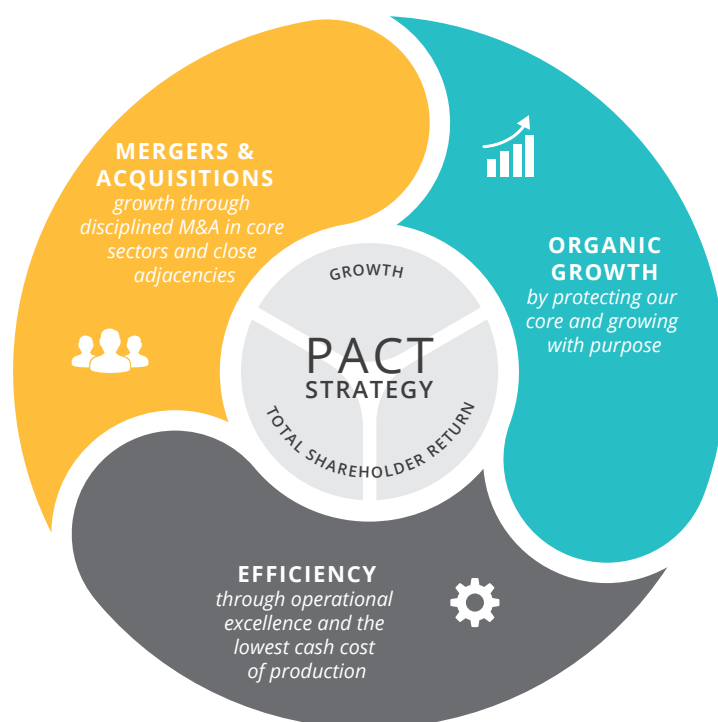 MERGERS &
ACQUISITIONS
growth through
disciplined M&A in core
sectors and close
adjacencies
ORGANIC
GROWTH
by protecting our
core and growing
with purpose
GROWTH
PACT
STRATEGY
TOTAL SHAREHOLDER RETURN
EFFICIENCY
through operational
excellence and the
lowest cash cost
of production